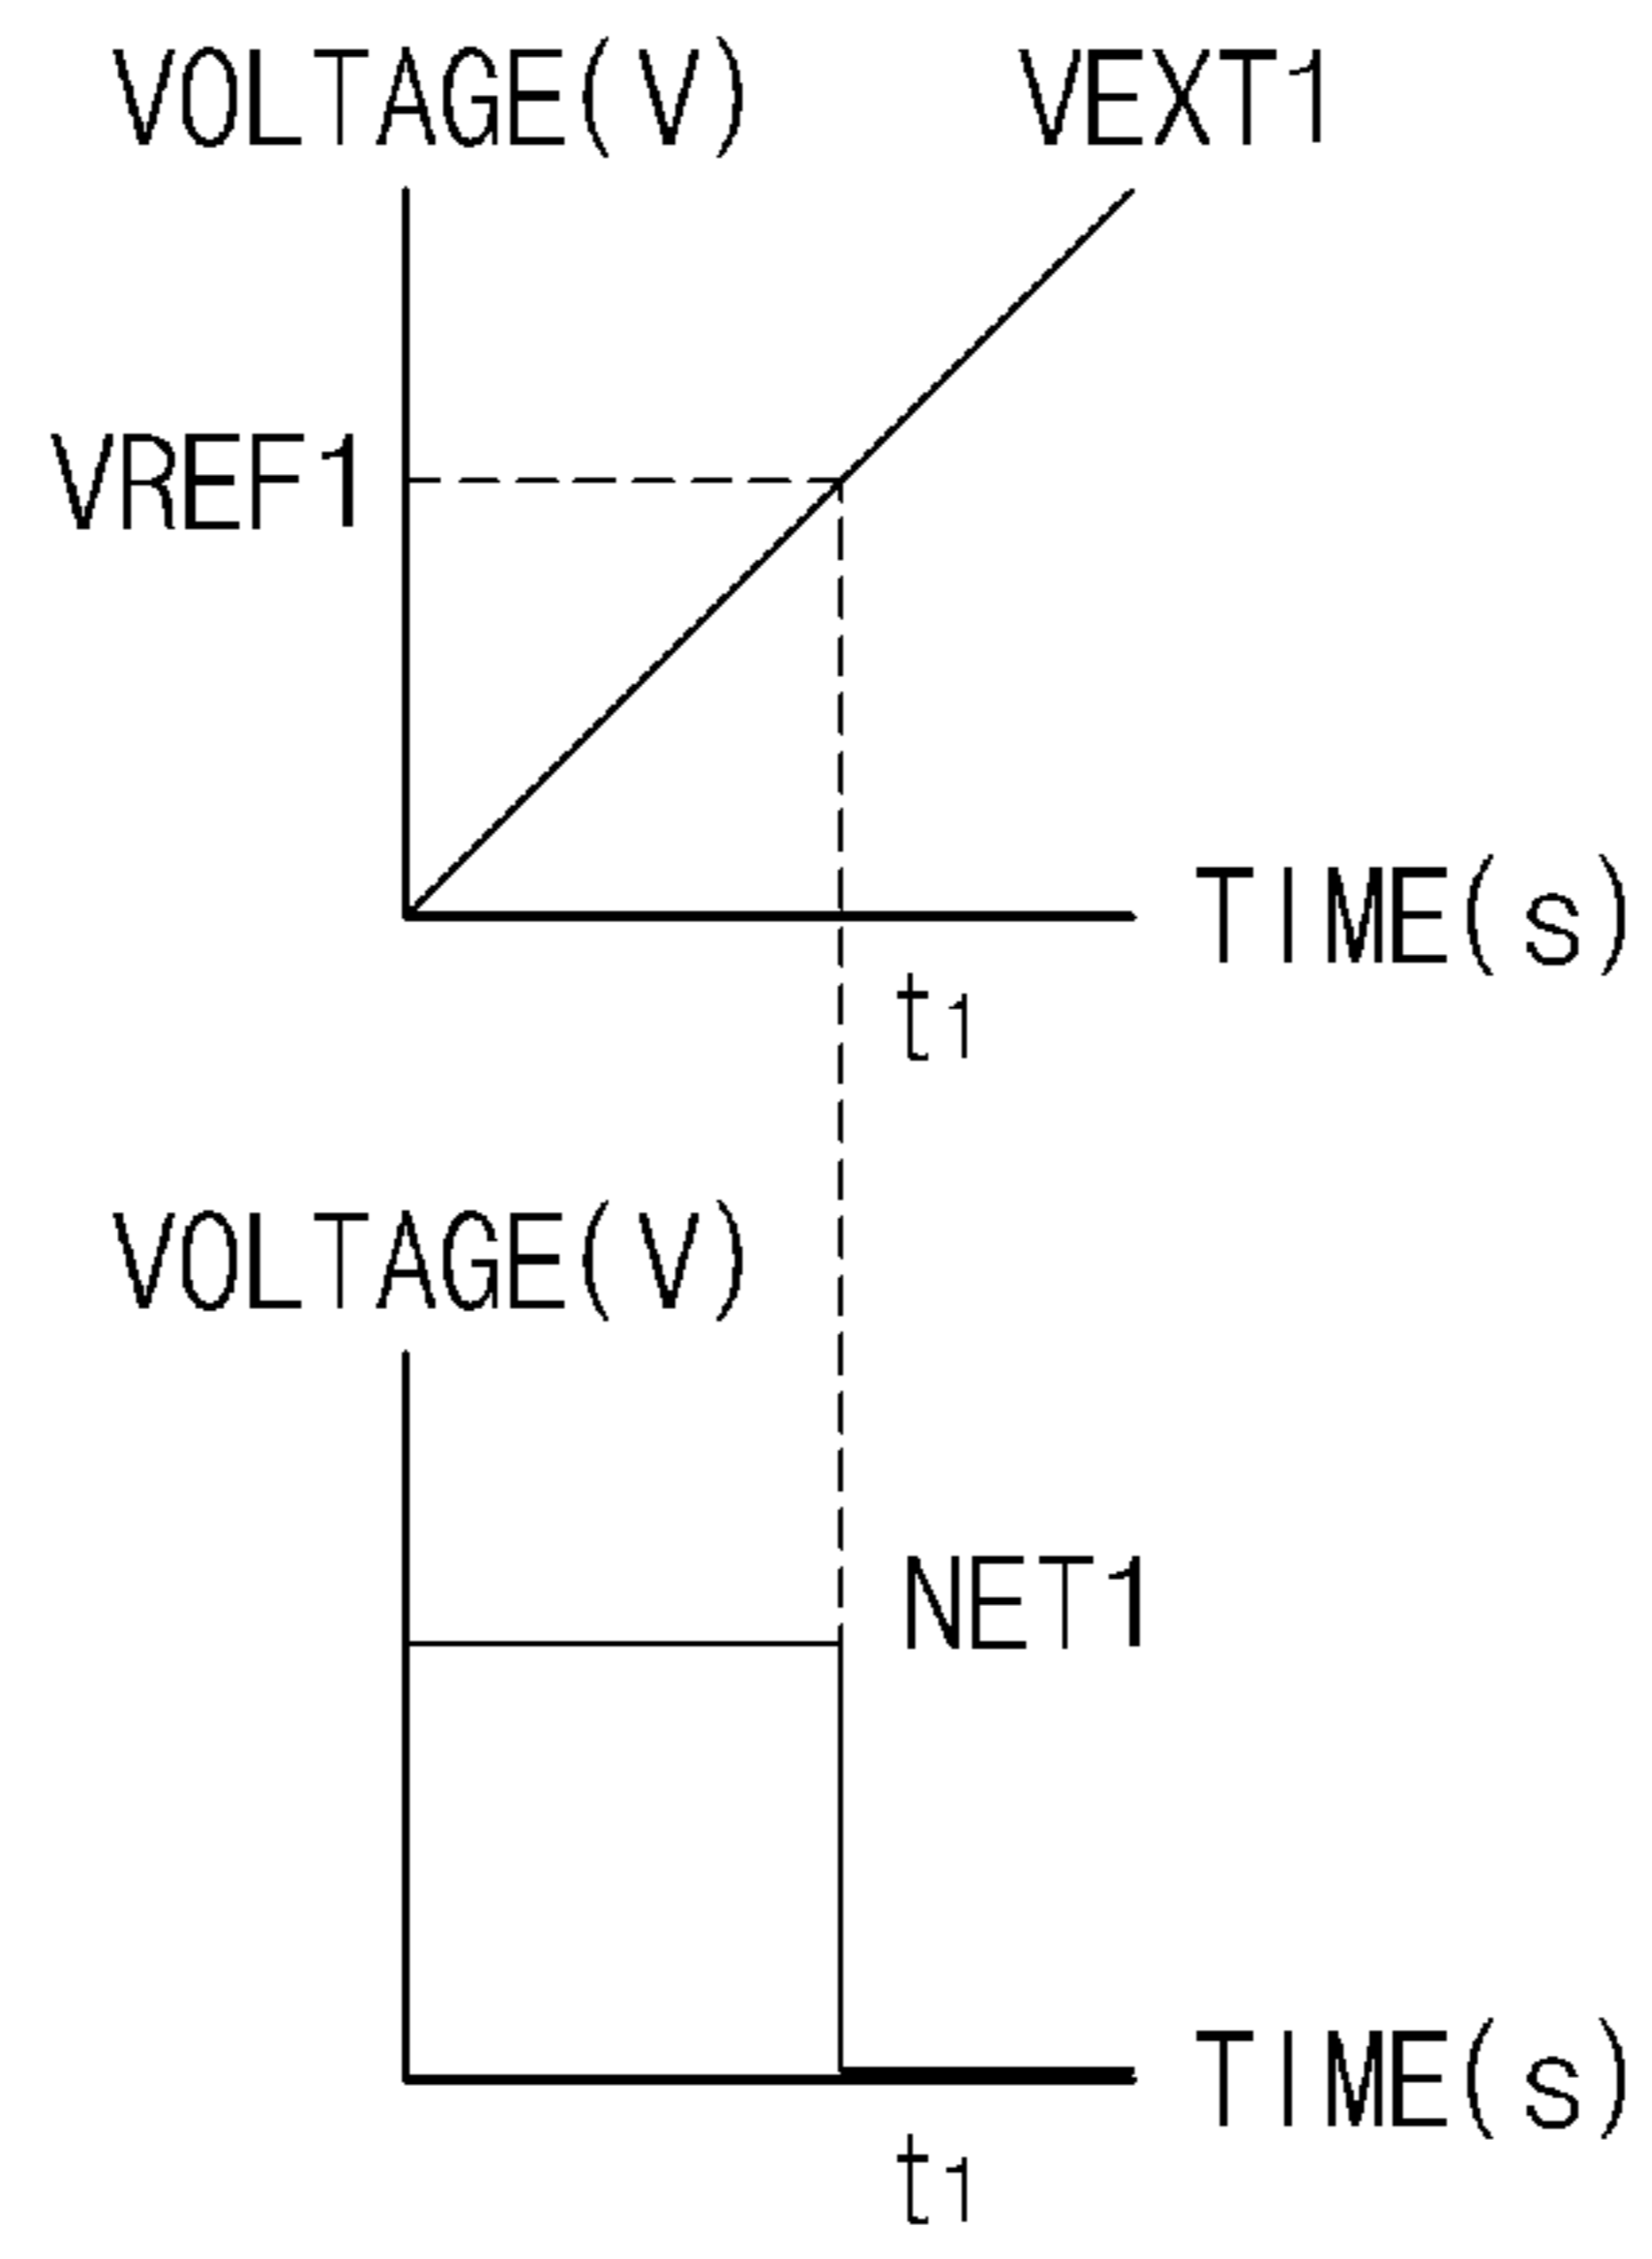 VOLTAGE(V)
VEXT1
VREF1
TIME(s)
t1
VOLTAGE(V)
NET1
TIME(s)
t1